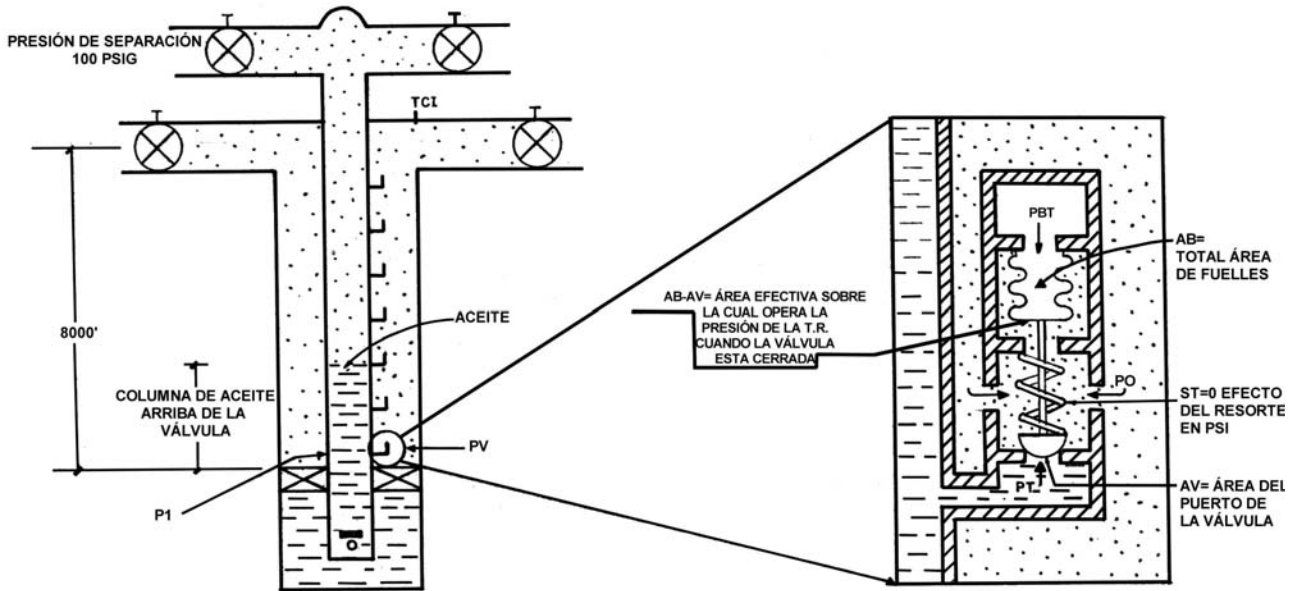 PRESIÓN DE SEPARACIÓN
100 PSIG
TCI
8000'
ACEITE
COLUMNA DE ACEITE
ARRIBA DE LA
VÁLVULA
PV
P1
PBT
AB=
TOTAL ÁREA
DE FUELLES
AB-AV= ÁREA EFECTIVA SOBRE
LA CUAL OPERA LA
PRESIÓN DE LA T.R.
CUANDO LA VÁLVULA
ESTA CERRADA
PO
ST=0 EFECTO
DEL RESORTE
EN PSI
PT
AV= ÁREA DEL
PUERTO DE
LA VÁLVULA